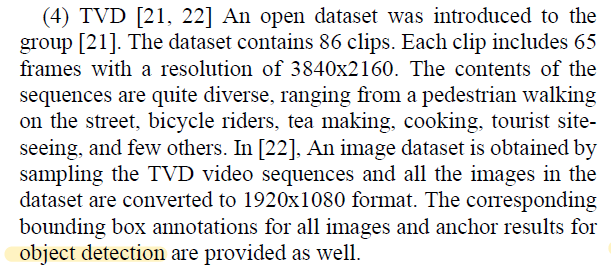 (4) TVD [21, 22] An open dataset was introduced to the
group [21]. The dataset contains 86 clips. Each clip includes 65
frames with a resolution of 3840x2160. The contents of the
sequences are quite diverse, ranging from a pedestrian walking
on the street, bicycle riders, tea making, cooking, tourist site-
seeing, and few others. In [22], An image dataset is obtained by
sampling the TVD video sequences and all the images in the
dataset are converted to 1920x1080 format. The corresponding
bounding box annotations for all images and anchor results for
object detection are provided as well.